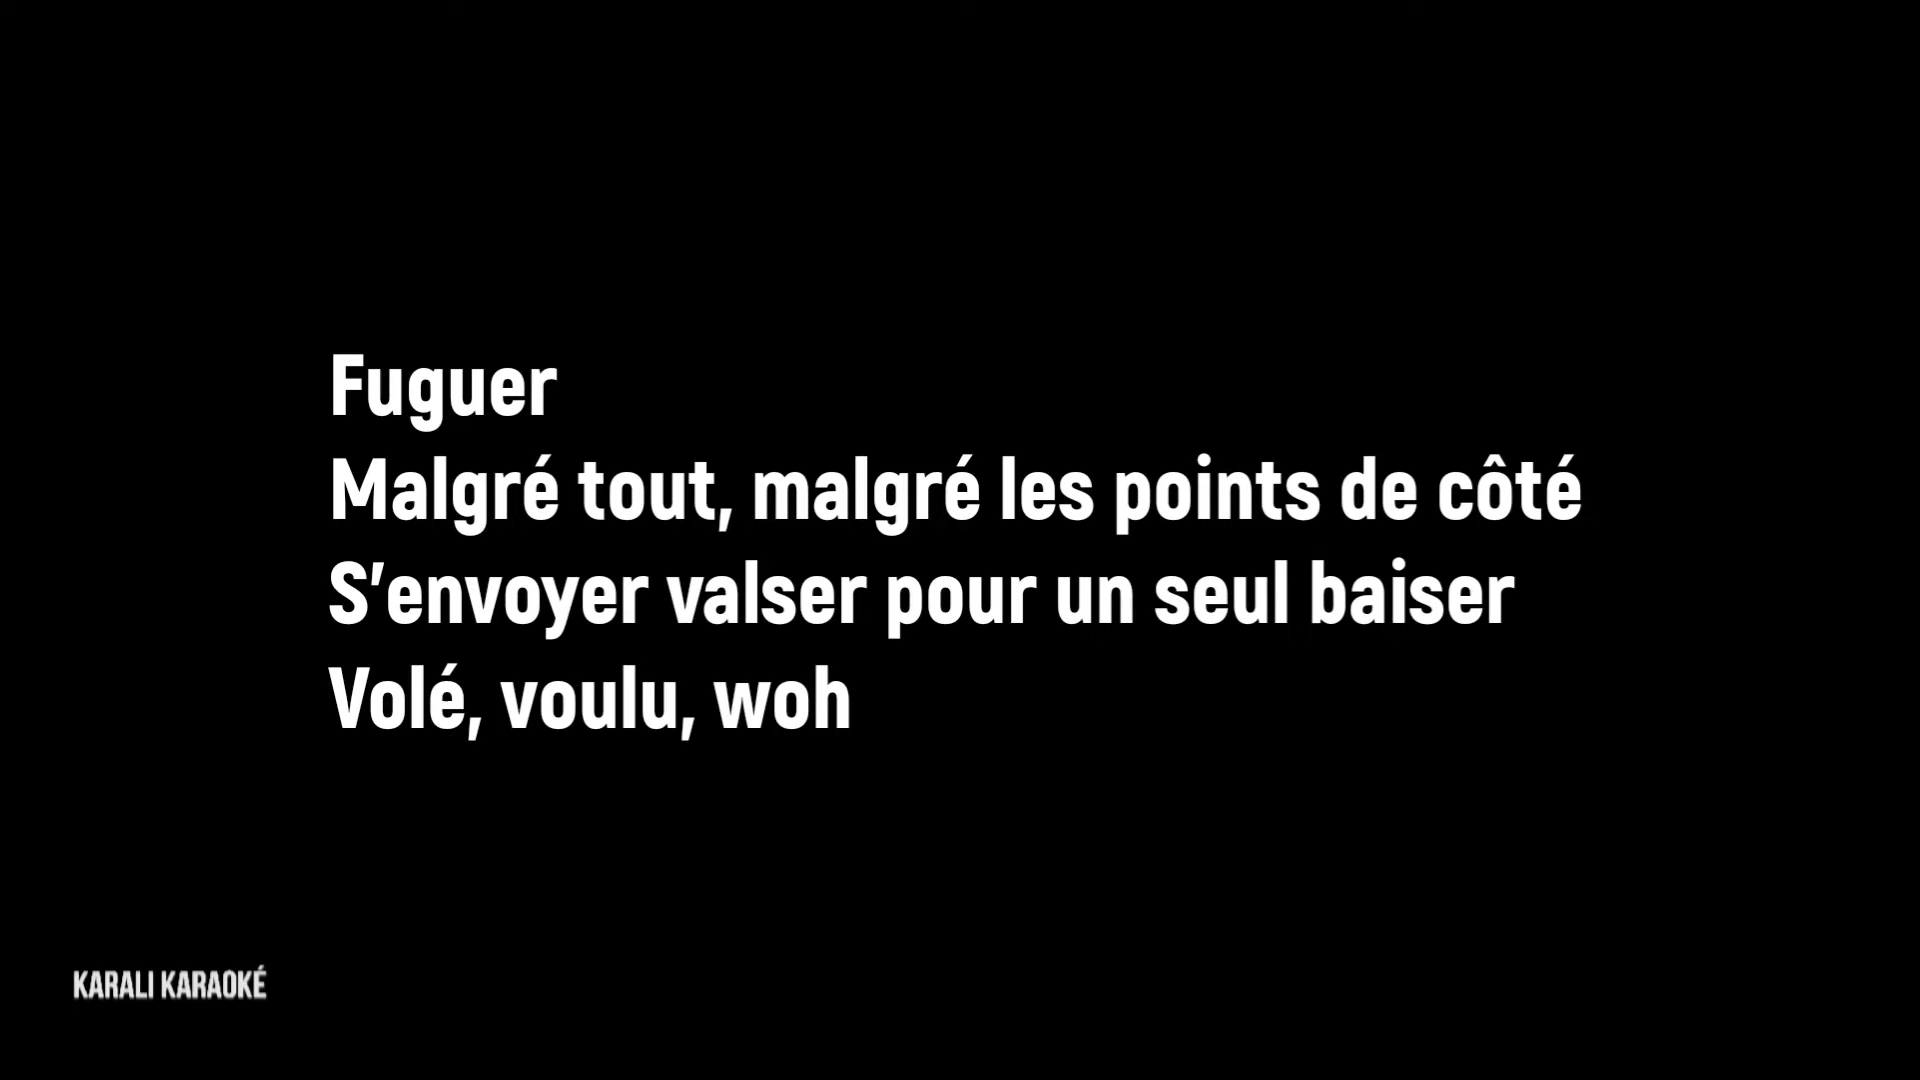 Fuguer
Malgré tout, malgré les points de côté
S'envoyer valser pour un seul baiser
Volé, voulu, woh
KARALI KARAOKÉ